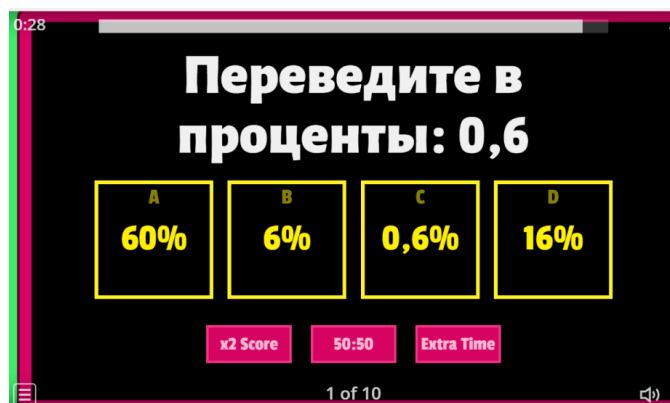 0:28
Переведите в
проценты: 0,6
A
60%
B
6%
C
0,6%
D
16%
x2 Score
50:50
Extra Time
1 of 10